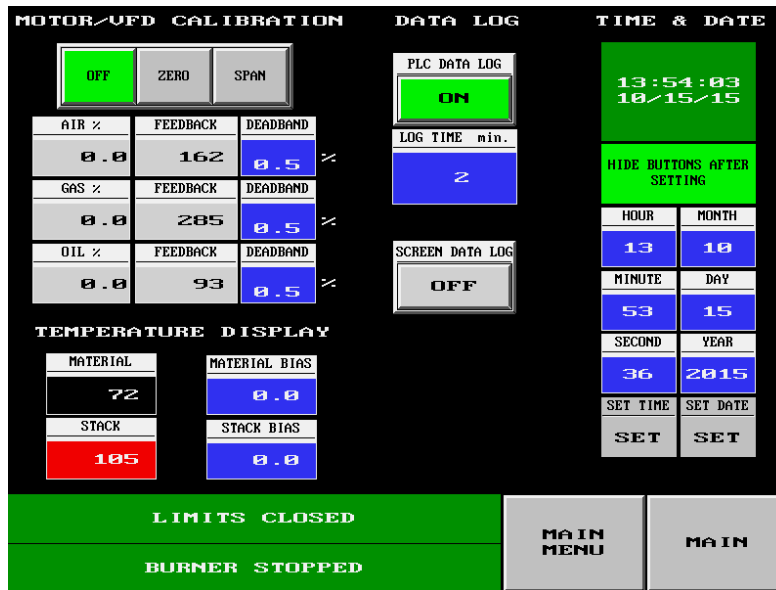 MOTOR/VFD CALIBRATION
OFF ZERO SPAN
AIR % FEEDBACK DEADBAND
0.0 162 0.5 %
GAS % FEEDBACK DEADBAND
0.0 285 0.5 %
OIL % FEEDBACK DEADBAND
0.0 93 0.5 %
TEMPERATURE DISPLAY
MATERIAL MATERIAL BIAS
72 0.0
STACK STACK BIAS
105 0.0
DATA LOG
PLC DATA LOG
ON
LOG TIME min.
2
SCREEN DATA LOG
OFF
TIME & DATE
13:54:03
10/15/15
HIDE BUTTONS AFTER
SETTING
HOUR MONTH
13 10
MINUTE DAY
53 15
SECOND YEAR
36 2015
SET TIME SET DATE
SET SET
LIMITS CLOSED
BURNER STOPPED
MAIN
MENU
MAIN